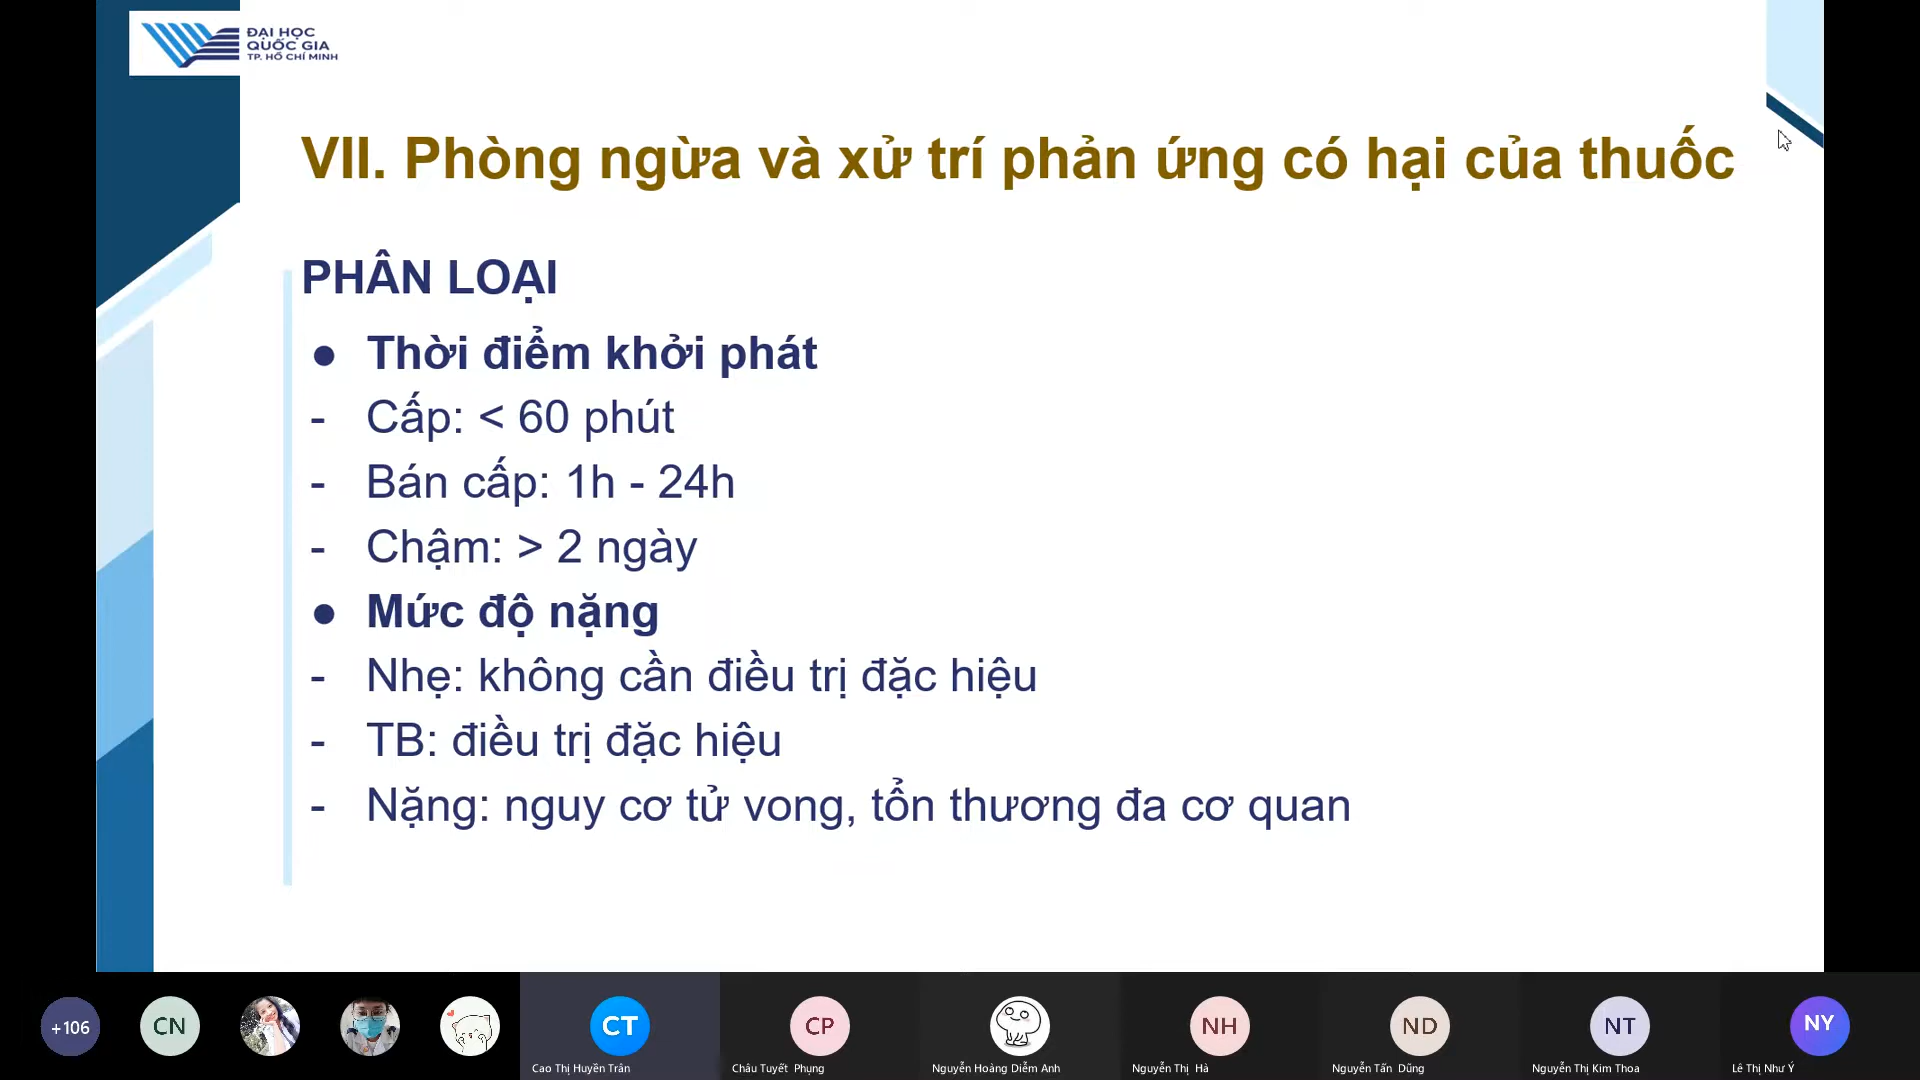 ĐẠI HỌC
QUỐC GIA
TP. HỒ CHÍ MINH
VII. Phòng ngừa và xử trí phản ứng có hại của thuốc
PHÂN LOẠI
● Thời điểm khởi phát
- Cấp: < 60 phút
- Bán cấp: 1h - 24h
- Chậm: > 2 ngày
● Mức độ nặng
- Nhẹ: không cần điều trị đặc hiệu
- TB: điều trị đặc hiệu
- Nặng: nguy cơ tử vong, tổn thương đa cơ quan
+106
CN
CT
CP
NH
ND
NT
NY
Cao Thị Huyền Trân
Châu Tuyết Phụng
Nguyễn Hoàng Diễm Anh
Nguyễn Thị Hà
Nguyễn Tấn Dũng
Nguyễn Thị Kim Thoa
Lê Thị Như Ý